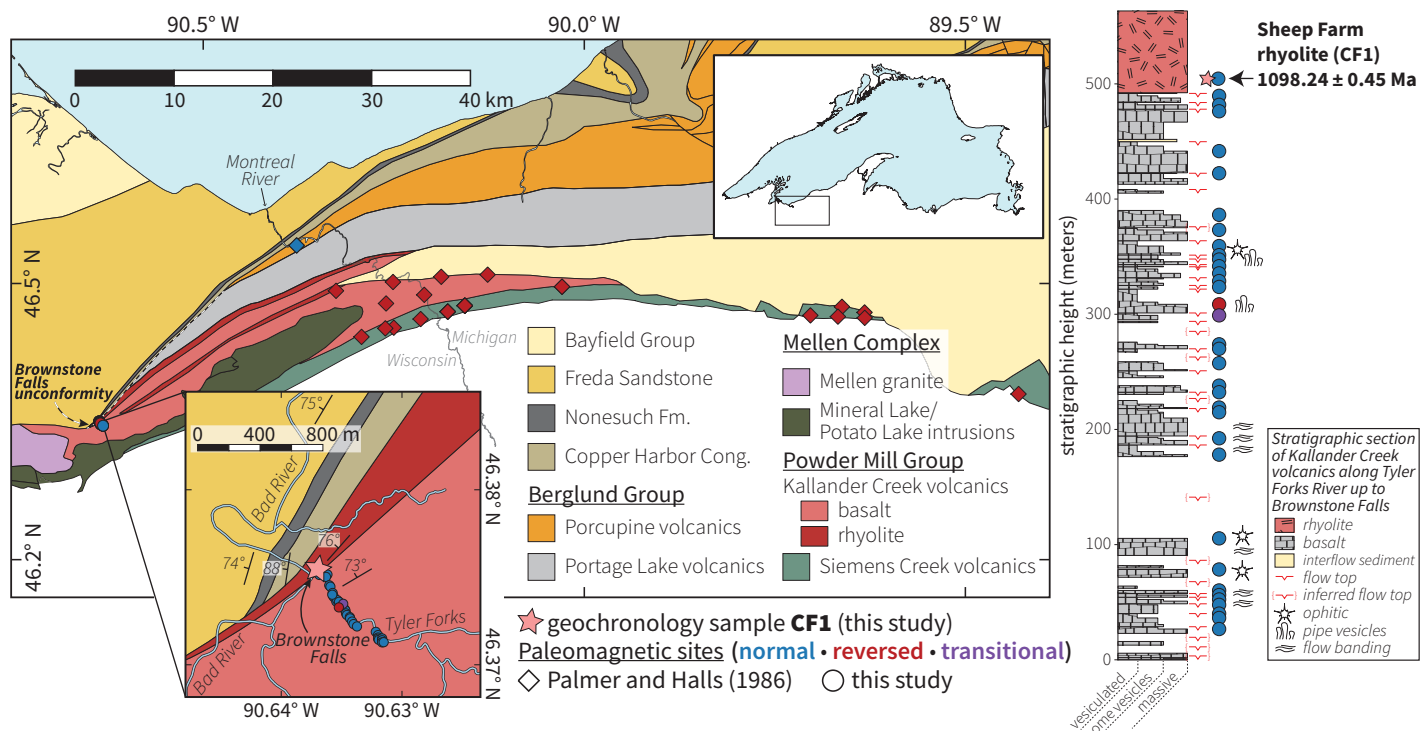 90.5° W
90.0° W
89.5° W
0
10
20
30
40 km
Montreal
River
46.5° N
46.2° N
Michigan
Wisconsin
Brownstone
Falls
unconformity
Bayfield Group
Freda Sandstone
Nonesuch Fm.
Copper Harbor Cong.
Berglund Group
Porcupine volcanics
Portage Lake volcanics
Mellen Complex
Mellen granite
Mineral Lake/
Potato Lake intrusions
Powder Mill Group
Kallander Creek volcanics
basalt
rhyolite
Siemens Creek volcanics
75°
0 400 800 m
Bad River
74°
88°
76°
73°
Tyler Forks
Brownstone
Falls
Bad River
46.38° N
46.37° N
90.64° W
90.63° W
geochronology sample CF1 (this study)
Paleomagnetic sites (normal • reversed • transitional)
Palmer and Halls (1986)
this study
Sheep Farm
rhyolite (CF1)
1098.24 ± 0.45 Ma
stratigraphic height (meters)
500
400
300
200
100
0
vesiculated
ome vesicles
massive
Stratigraphic section
of Kallander Creek
volcanics along Tyler
Forks River up to
Brownstone Falls
rhyolite
basalt
interflow sediment
flow top
inferred flow top
ophitic
pipe vesicles
flow banding